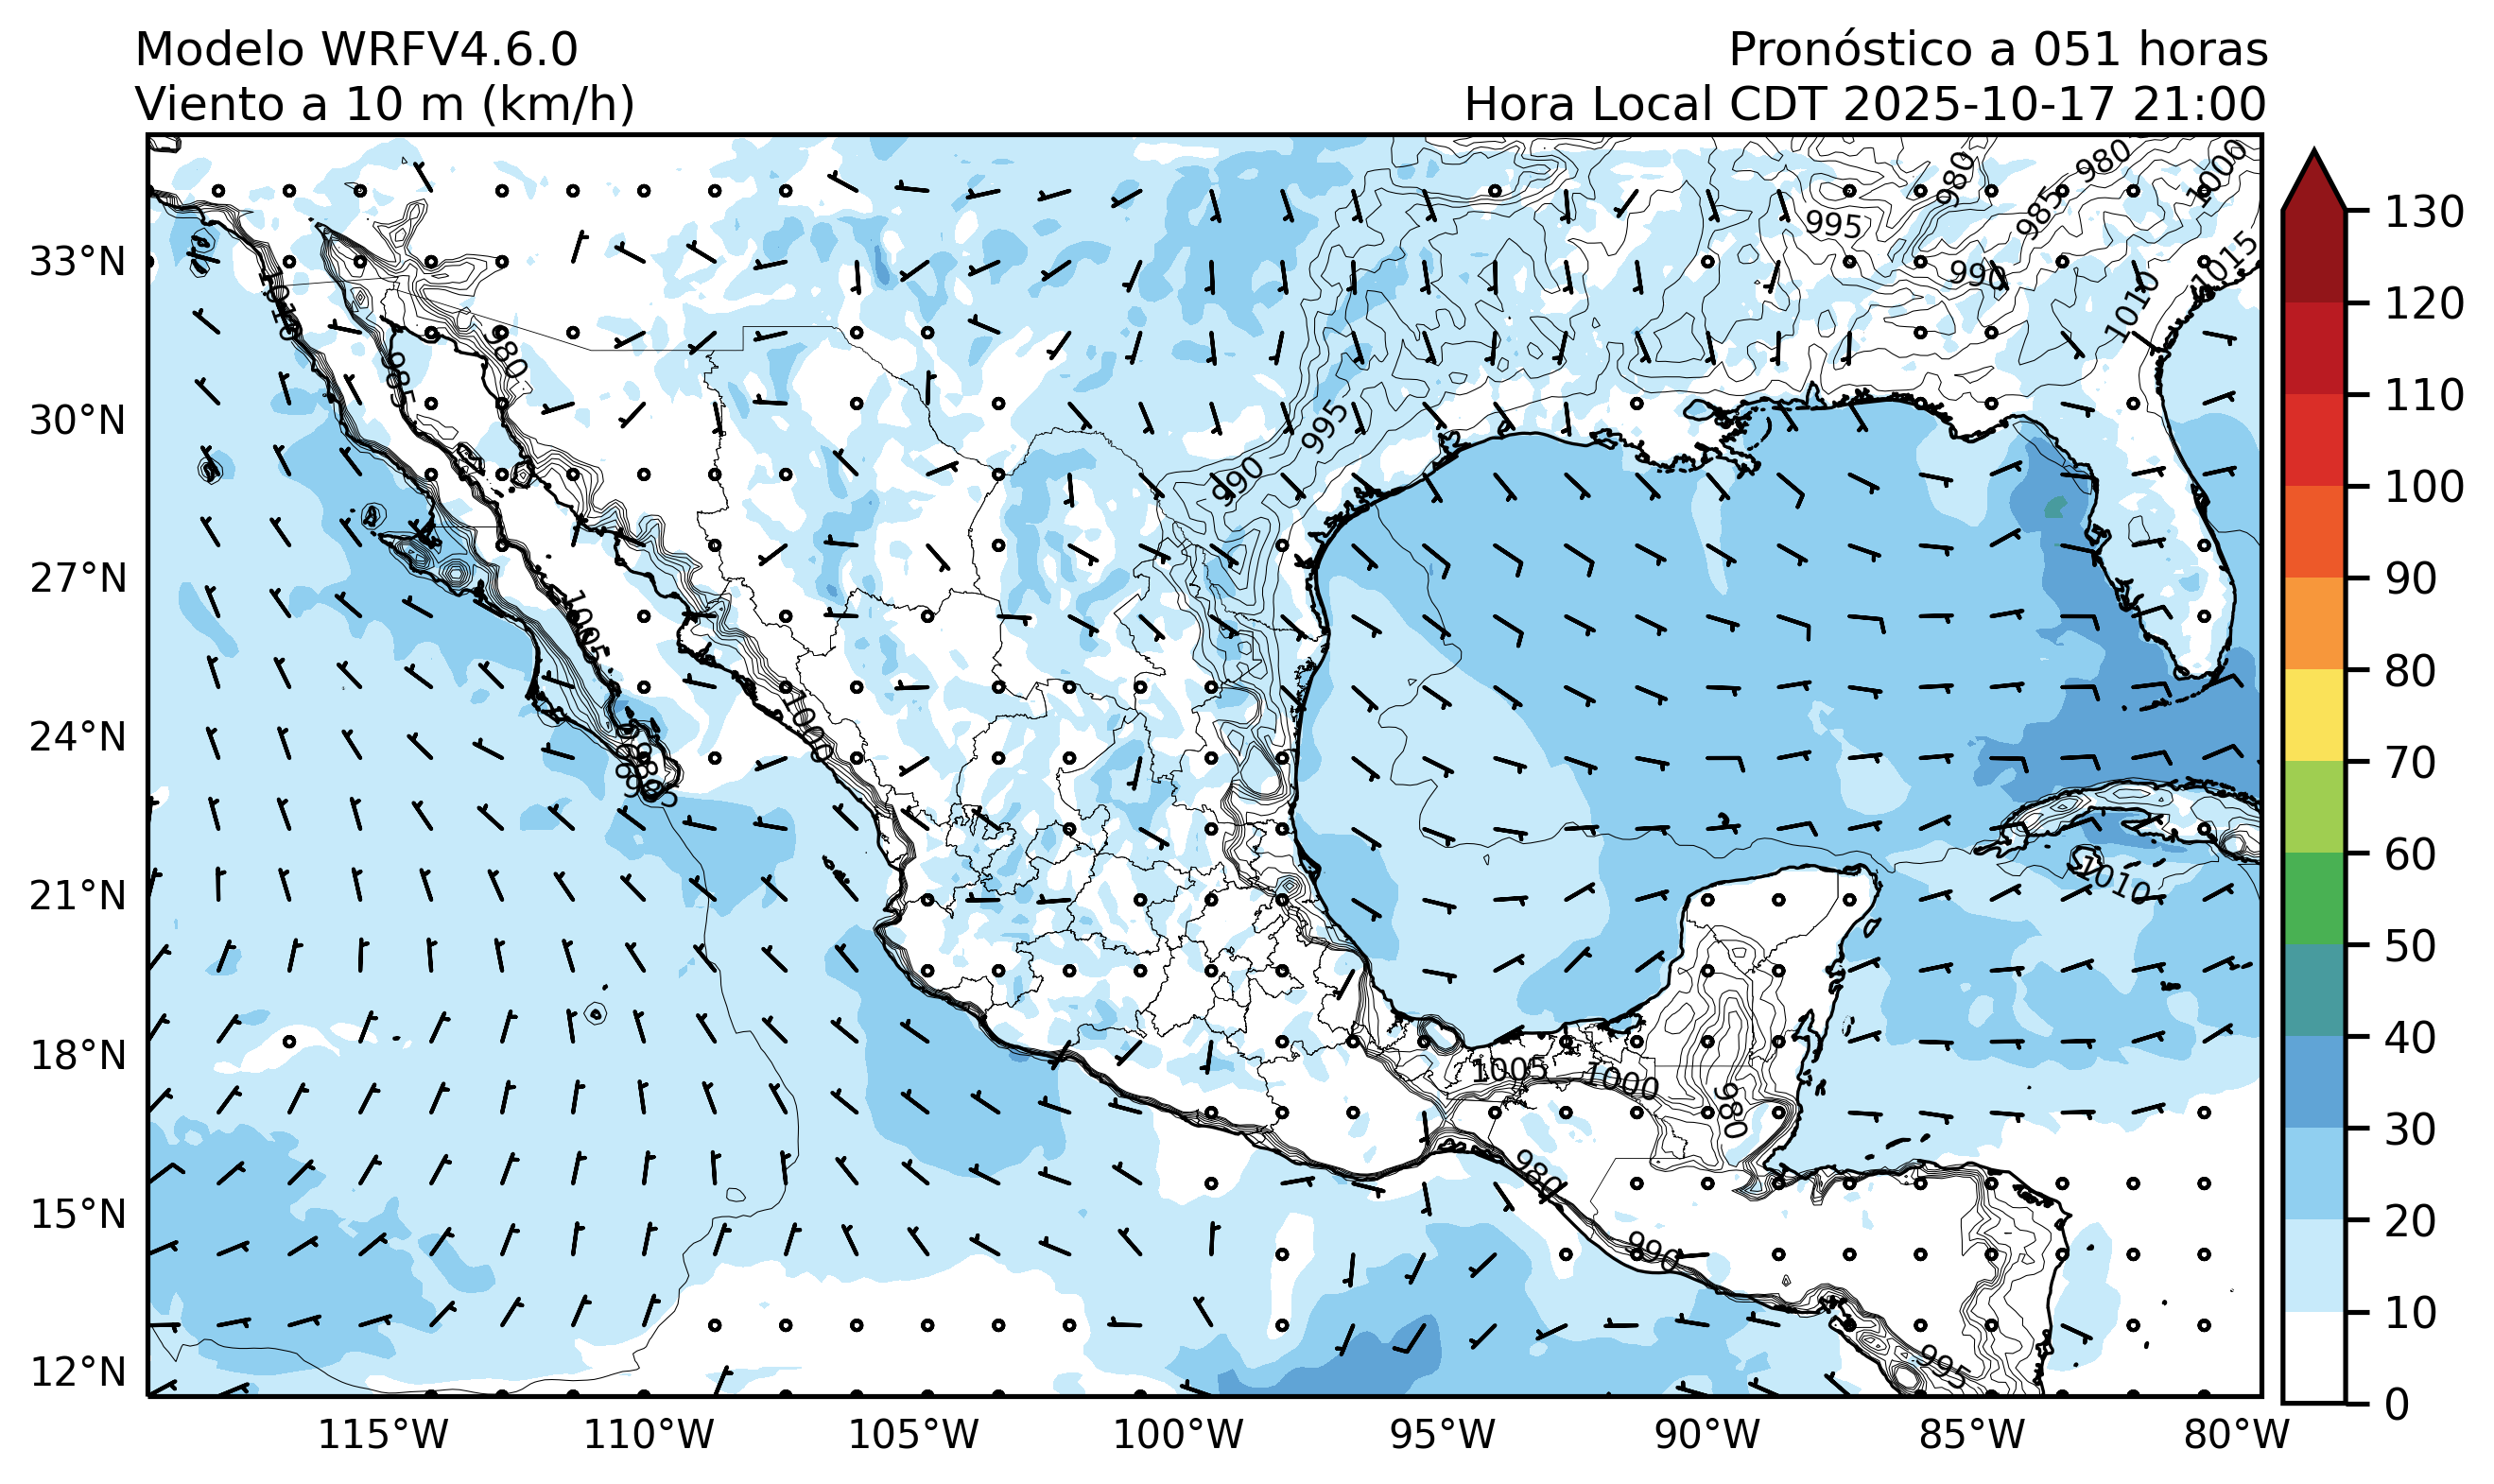 Modelo WRFV4.6.0
Pronóstico a 051 horas
Viento a 10 m (km/h)
Hora Local CDT 2025-10-17 21:00
33°N
30°N
27°N
24°N
21°N
18°N
15°N
12°N
115°W
110°W
105°W
100°W
95°W
90°W
85°W
80°W
130
120
110
100
90
80
70
60
50
40
30
20
10
0
980
980
1000
995
985
990
1015
1010
1010
985
980
995
990
1005
1000
995
1010
1005
1000
980
980
990
995